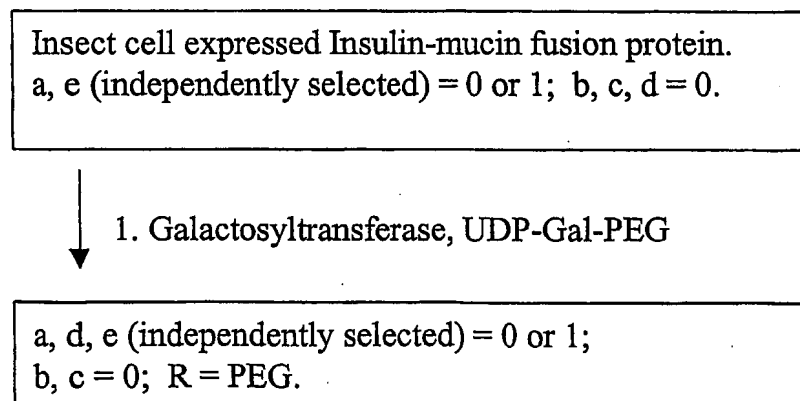 Insect cell expressed Insulin-mucin fusion protein.
a, e (independently selected) = 0 or 1; b, c, d = 0.
1. Galactosyltransferase, UDP-Gal-PEG
a, d, e (independently selected) = 0 or 1;
b, c = 0; R = PEG.